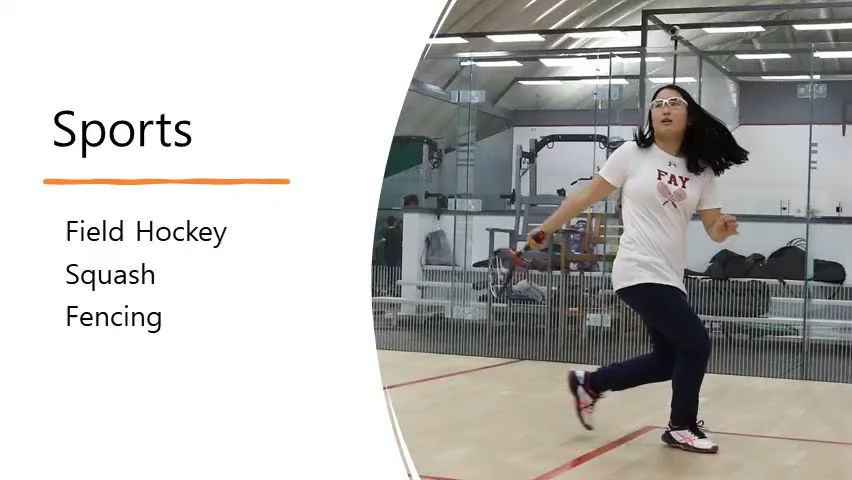 Sports
Field Hockey
Squash
Fencing
FAY